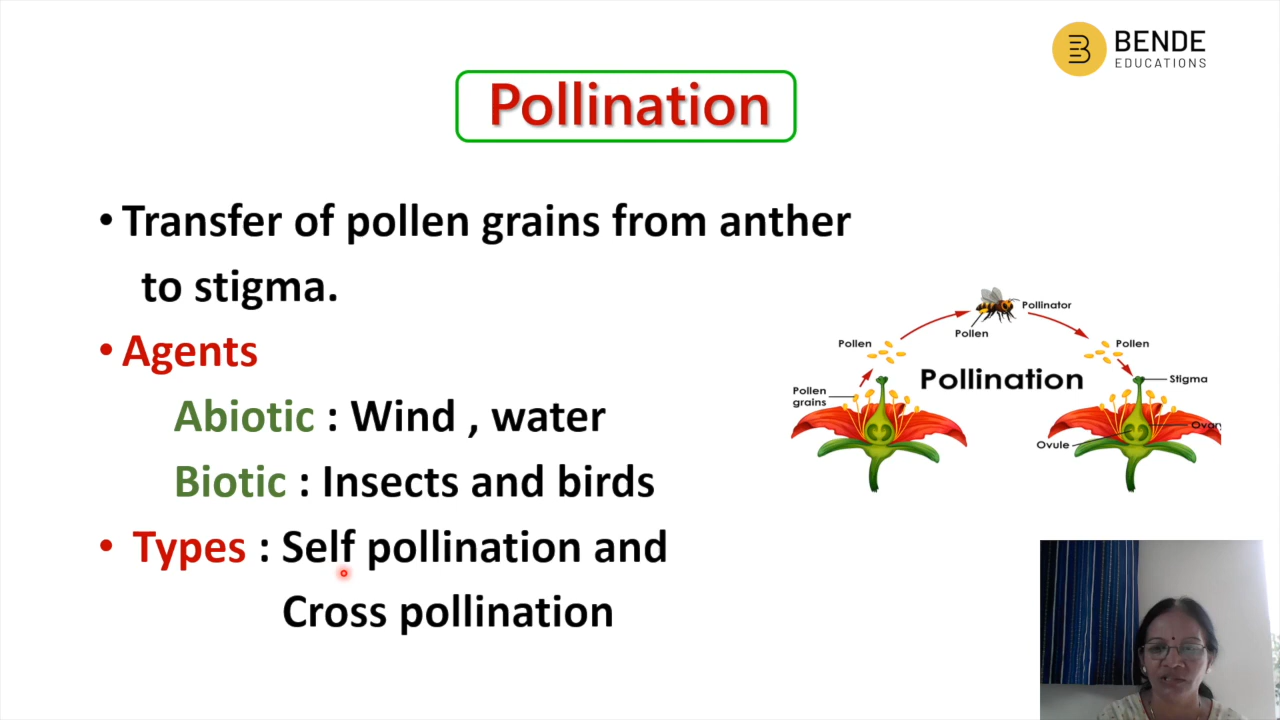 BENDE
EDUCATIONS
Pollination
• Transfer of pollen grains from anther
to stigma.
• Agents
Abiotic : Wind , water
Biotic : Insects and birds
• Types : Self pollination and
Cross pollination
Pollinator
Pollen
Pollen
Pollen
Pollination
Pollen
grains
Stigma
Ovule